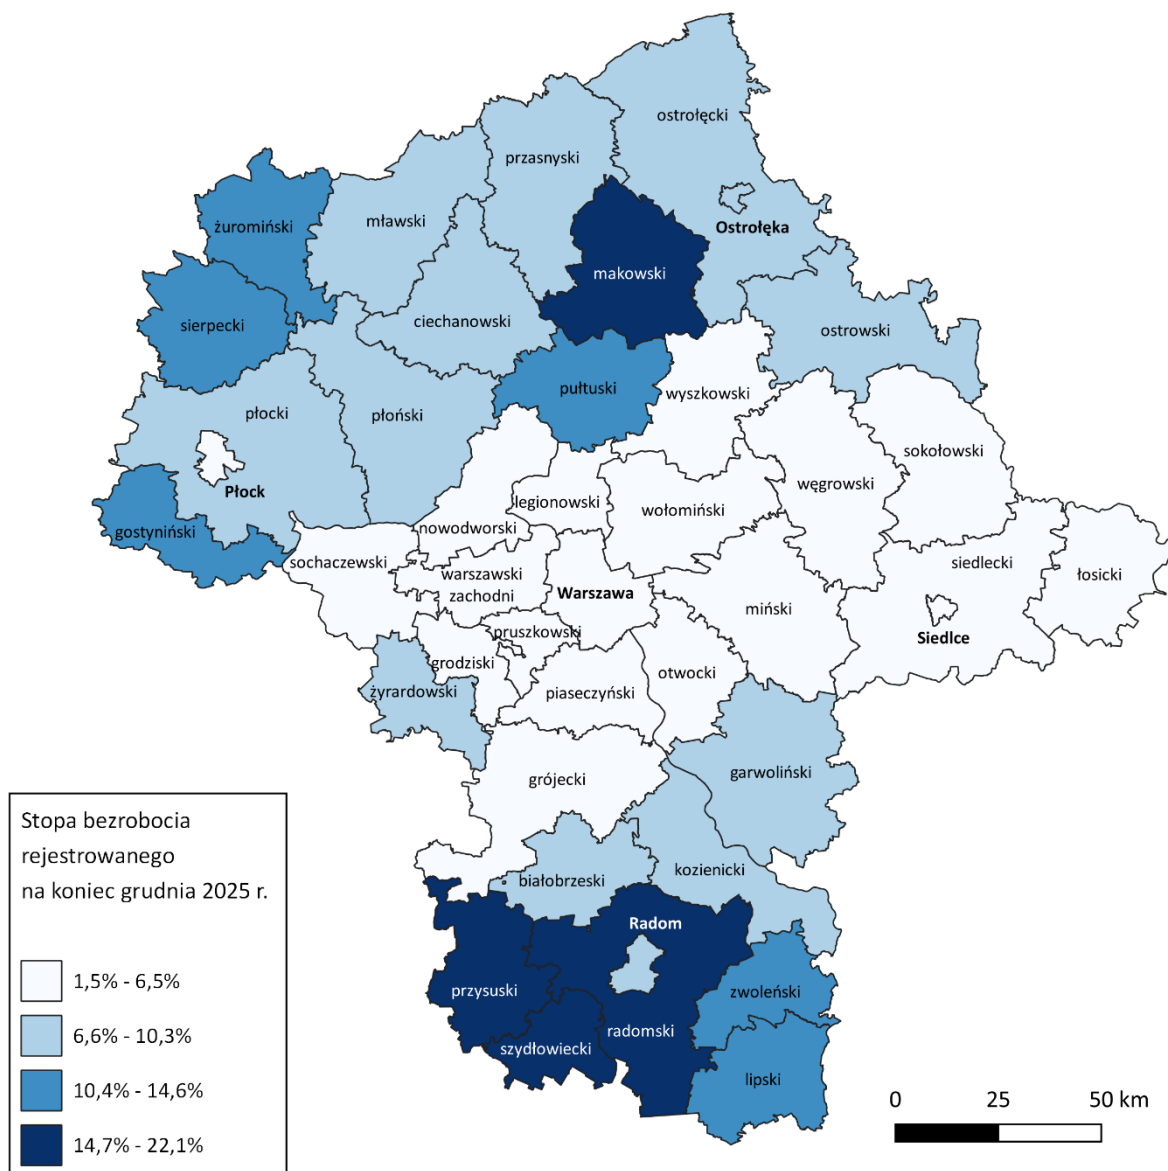 ostrołęcki
przasnyski
mławski
żuromiński
Ostrołęka
makowski
ciechanowski
sierpecki
ostrowski
pułtuski
wyszkowski
płocki
płoński
sokołowski
węgrowski
Płock
legionowski
wołomiński
nowodworski
gostyniński
sochaczewski
siedlecki
warszawski
zachodni
łosicki
Warszawa
miński
pruszkowski
Siedlce
grodziski
otwocki
żyrardowski
piaseczyński
garwoliński
grójecki
Stopa bezrobocia
rejestrowanego
na koniec grudnia 2025 r.
kozienicki
białobrzeski
Radom
zwoleński
1,5% - 6,5%
przysuski
6,6% - 10,3%
radomski
szydłowiecki
lipski
10,4% - 14,6%
0 25 50 km
14,7% - 22,1%